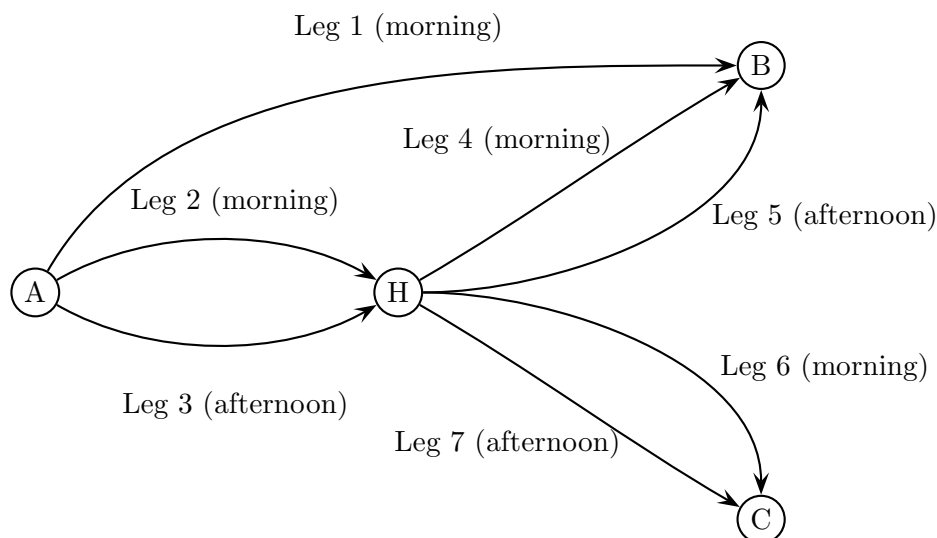 Leg 1 (morning)
B
Leg 4 (morning)
Leg 2 (morning)
Leg 5 (afternoon)
A
H
Leg 6 (morning)
Leg 3 (afternoon)
Leg 7 (afternoon)
C